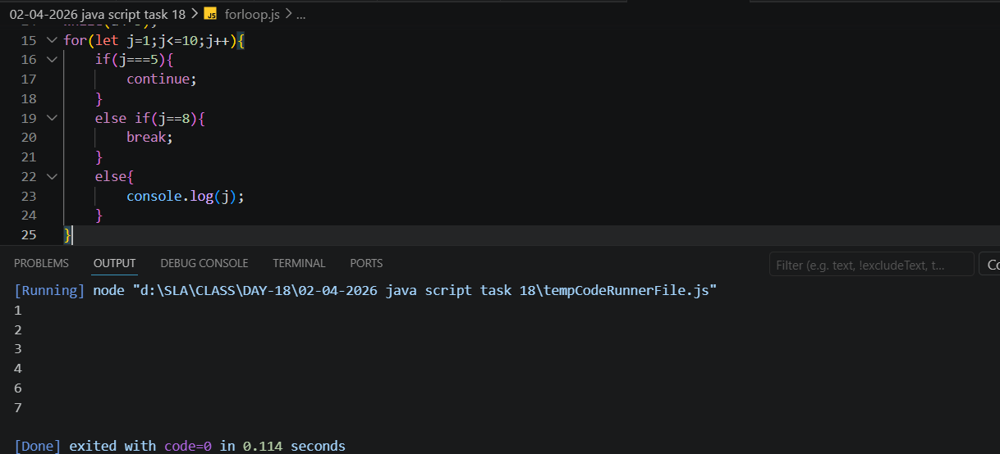 02-04-2026 java script task 18 > JS forloop.js > ...
15 for(let j=1;j<=10;j++){
16 if(j===5){
17 continue;
18 }
19 else if(j==8){
20 break;
21 }
22 else{
23 console.log(j);
24 }
25 }
PROBLEMS OUTPUT DEBUG CONSOLE TERMINAL PORTS Filter (e.g. text, !excludeText, t... Co
[Running] node "d:\SLA\CLASS\DAY-18\02-04-2026 java script task 18\tempCodeRunnerFile.js"
1
2
3
4
6
7
[Done] exited with code=0 in 0.114 seconds